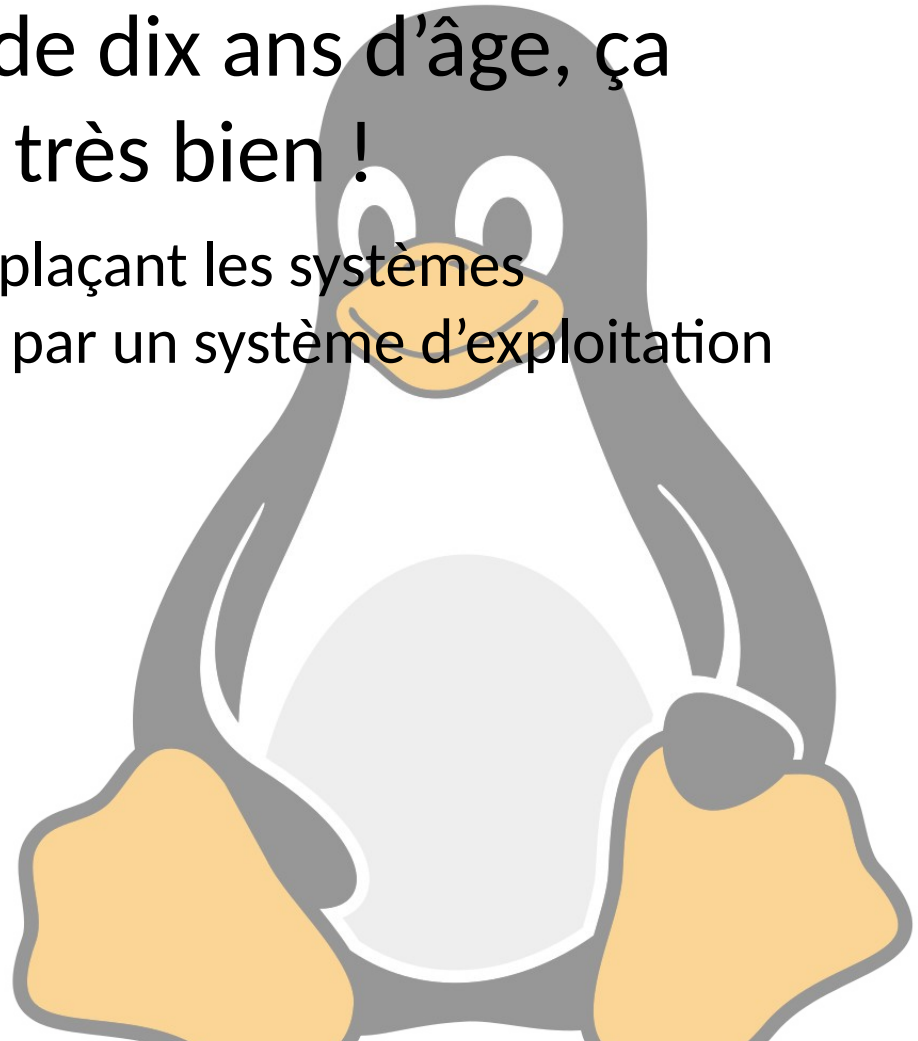 de dix ans d’âge, ça
très bien !
plaçant les systèmes
par un système d’exploitation